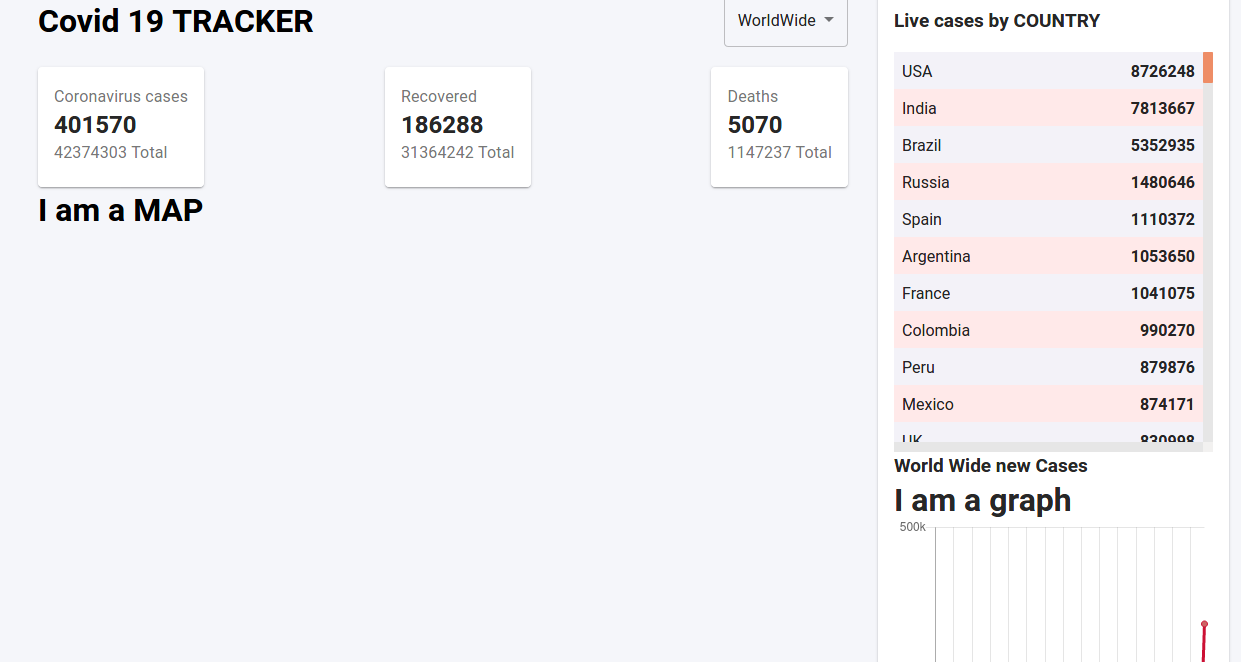 Covid 19 TRACKER
WorldWide
Coronavirus cases
401570
42374303 Total
Recovered
186288
31364242 Total
Deaths
5070
1147237 Total
I am a MAP
Live cases by COUNTRY
USA 8726248
India 7813667
Brazil 5352935
Russia 1480646
Spain 1110372
Argentina 1053650
France 1041075
Colombia 990270
Peru 879876
Mexico 874171
UK 830998
World Wide new Cases
I am a graph
500k